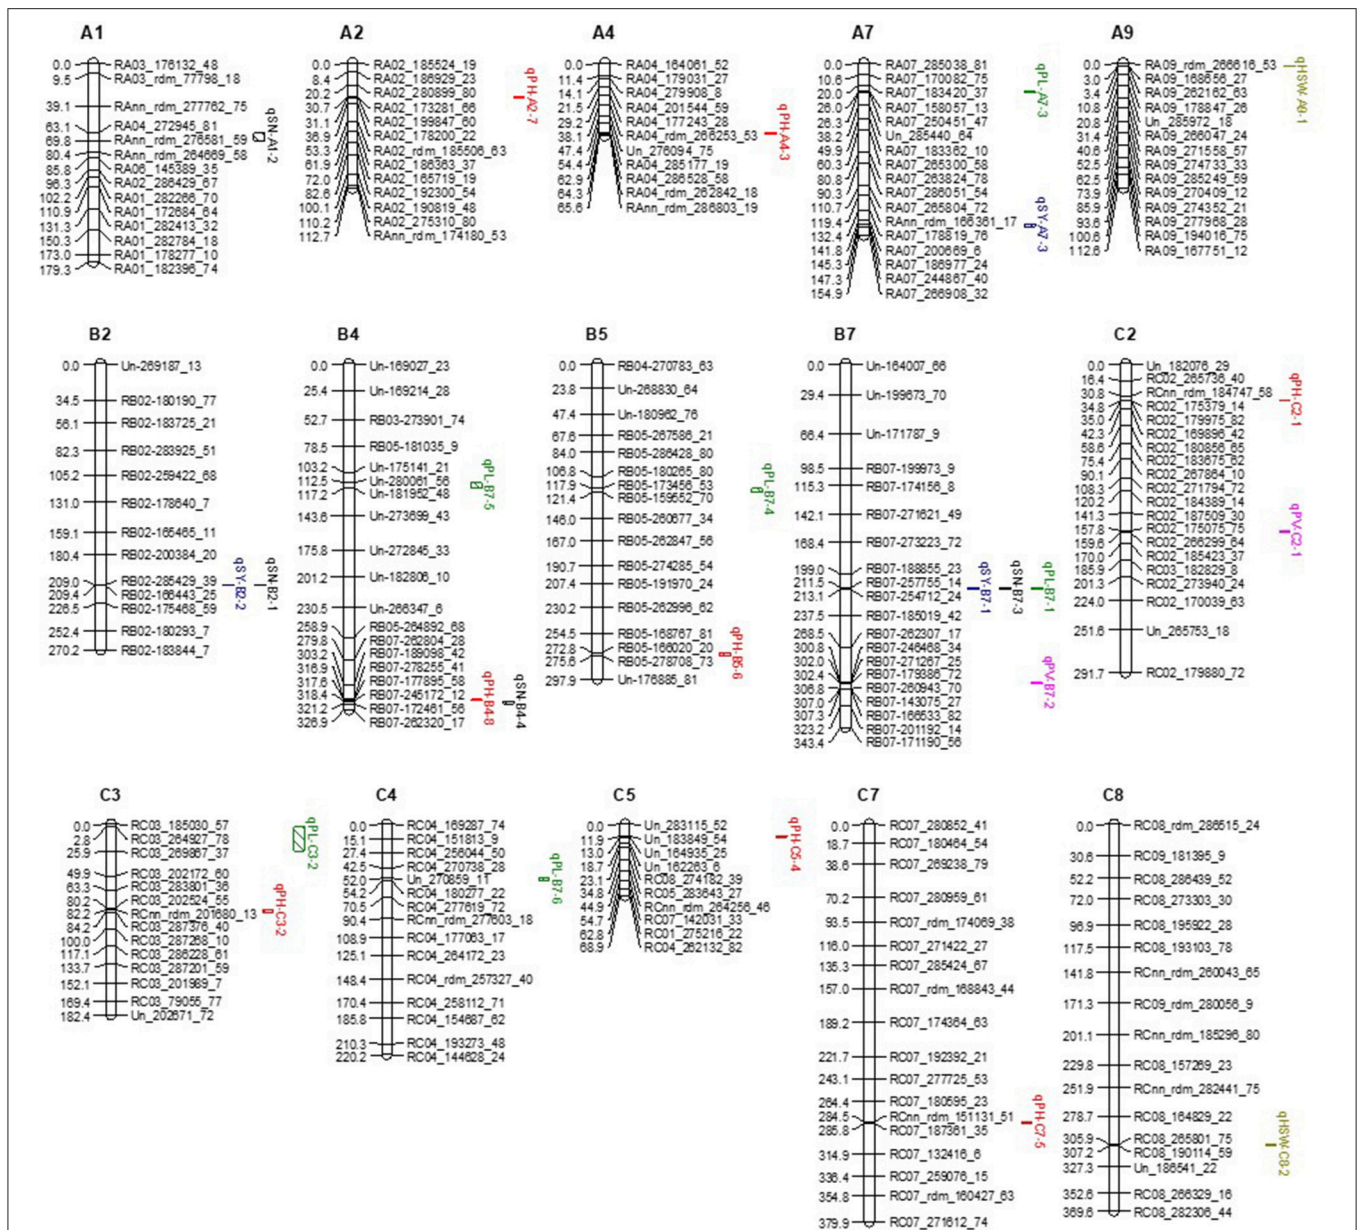 A1
0.0 RA03_176132_48
9.5 RA03_rdm_77798_18
39.1 RAnn_rdm_277762_75
63.1 RA04_272945_81
69.8 RAnn_rdm_276581_59
80.4 RAnn_rdm_264669_58
85.8 RA06_145389_35
96.3 RA02_286429_67
102.2 RA01_282266_70
110.9 RA01_172684_64
131.3 RA01_282413_32
150.3 RA01_282784_18
173.0 RA01_178277_10
179.3 RA01_182396_74
qSN-A1-2
A2
0.0 RA02_185524_19
8.4 RA02_186929_23
20.2 RA02_280899_80
30.7 RA02_173281_66
31.1 RA02_199847_60
36.9 RA02_178200_22
53.3 RA02_rdm_185506_63
61.9 RA02_186363_37
72.0 RA02_165719_19
82.6 RA02_192300_54
100.1 RA02_190819_48
110.2 RA02_275310_80
112.7 RAnn_rdm_174180_53
qPH-A2-7
A4
0.0 RA04_164061_52
11.4 RA04_179031_27
14.1 RA04_279908_8
21.5 RA04_201544_59
29.2 RA04_177243_28
38.1 RA04_rdm_266253_53
47.4 Un_276094_75
54.4 RA04_285177_19
62.9 RA04_286528_58
64.3 RA04_rdm_262842_18
65.6 RAnn_rdm_286803_19
qPH-A4-3
A7
0.0 RA07_285038_81
10.6 RA07_170082_75
20.0 RA07_183420_37
26.0 RA07_158057_13
26.3 RA07_250451_47
38.2 Un_285440_64
49.9 RA07_183362_10
60.3 RA07_265300_58
80.8 RA07_263824_78
90.3 RA07_286051_54
110.7 RA07_265804_72
119.4 RAnn_rdm_166361_17
132.4 RA07_178819_76
141.8 RA07_200669_6
145.3 RA07_186977_24
147.3 RA07_244867_40
154.9 RA07_266908_32
qPL-A7-3
qSY-A7-3
A9
0.0 RA09_rdm_266616_53
3.0 RA09_168656_27
3.4 RA09_262162_63
10.8 RA09_178847_26
20.8 Un_285972_18
31.4 RA09_266047_24
40.6 RA09_271558_57
52.5 RA09_274733_33
62.5 RA09_285249_59
73.9 RA09_270409_12
85.9 RA09_274352_21
93.6 RA09_277968_28
100.6 RA09_194016_75
112.6 RA09_167751_12
qHSW-A9-1
B2
0.0 Un-269187_13
34.5 RB02-180190_77
56.1 RB02-183725_21
82.3 RB02-283925_51
105.2 RB02-259422_68
131.0 RB02-178640_7
159.1 RB02-165465_11
180.4 RB02-200384_20
209.0 RB02-285429_39
209.4 RB02-166443_25
226.5 RB02-175468_59
252.4 RB02-180293_7
270.2 RB02-183844_7
qSY-B2-2
qSN-B2-1
B4
0.0 Un-169027_23
25.4 Un-169214_28
52.7 RB03-273901_74
78.5 RB05-181035_9
103.2 Un-175141_21
112.5 Un-280061_56
117.2 Un-181952_48
143.6 Un-273699_43
175.8 Un-272845_33
201.2 Un-182806_10
230.5 Un-266347_6
258.9 RB05-264892_68
279.8 RB07-262804_28
303.2 RB07-189098_42
316.9 RB07-278255_41
317.6 RB07-177895_58
318.4 RB07-245172_12
321.2 RB07-172461_56
326.9 RB07-262320_17
qPL-B7-5
qPH-B4-8
qSN-B4-4
B5
0.0 RB04-270783_63
23.8 Un-268830_64
47.4 Un-180962_76
67.6 RB05-267586_21
84.0 RB05-286428_80
106.8 RB05-180265_80
117.9 RB05-173456_53
121.4 RB05-159652_70
146.0 RB05-260677_34
167.0 RB05-262847_56
190.7 RB05-274285_54
207.4 RB05-191970_24
230.2 RB05-262996_62
254.5 RB05-168767_81
272.8 RB05-166020_20
275.6 RB05-278708_73
297.9 Un-176885_81
qPL-B7-4
qPH-B5-6
B7
0.0 Un-164007_66
29.4 Un-199673_70
66.4 Un-171787_9
98.5 RB07-199973_9
115.3 RB07-174156_8
142.1 RB07-271621_49
168.4 RB07-273223_72
199.0 RB07-188855_23
211.5 RB07-257755_14
213.1 RB07-254712_24
237.5 RB07-185019_42
268.5 RB07-262307_17
300.8 RB07-246468_34
302.0 RB07-271267_25
302.4 RB07-179386_72
306.8 RB07-260943_70
307.0 RB07-143075_27
307.3 RB07-166533_82
323.2 RB07-201192_14
343.4 RB07-171190_56
qSY-B7-1
qSN-B7-3
qPL-B7-1
qPV-B7-2
C2
0.0 Un_182076_29
16.4 RC02_265736_40
30.8 RCnn_rdm_184747_58
34.8 RC02_175379_14
35.0 RC02_179975_82
42.3 RC02_169896_42
58.6 RC02_180856_65
75.4 RC02_183675_62
90.1 RC02_267864_10
108.3 RC02_271794_72
120.2 RC02_184389_14
141.3 RC02_187509_30
157.8 RC02_175075_75
159.6 RC02_266299_64
170.0 RC02_185423_37
185.9 RC03_182829_8
201.3 RC02_273940_24
224.0 RC02_170039_63
251.6 Un_265753_18
291.7 RC02_179880_72
qPH-C2-1
qPV-C2-1
C3
0.0 RC03_185030_57
2.8 RC03_264927_78
25.9 RC03_269867_37
49.9 RC03_202172_60
63.3 RC03_283801_36
80.2 RC03_202524_55
82.2 RCnn_rdm_201680_13
84.2 RC03_287376_40
100.0 RC03_287268_10
117.1 RC03_286228_61
133.7 RC03_287201_59
152.1 RC03_201989_7
169.4 RC03_79055_77
182.4 Un_202671_72
qPL-C3-2
qPH-C3-2
C4
0.0 RC04_169287_74
15.1 RC04_151813_9
27.4 RC04_256044_50
42.5 RC04_270738_28
52.0 Un_270859_11
54.2 RC04_180277_22
70.5 RC04_277619_72
90.4 RCnn_rdm_277603_18
108.9 RC04_177063_17
125.1 RC04_264172_23
148.4 RC04_rdm_257327_40
170.4 RC04_258112_71
185.8 RC04_154687_62
210.3 RC04_193273_48
220.2 RC04_144628_24
qPL-B7-6
C5
0.0 Un_283115_52
11.9 Un_183849_54
13.0 Un_164935_25
18.7 Un_162263_6
23.1 RC08_274182_39
34.8 RC05_283643_27
44.9 RCnn_rdm_264256_46
54.7 RC07_142031_33
62.8 RC01_275216_22
68.9 RC04_262132_82
qPH-C5-4
C7
0.0 RC07_280852_41
18.7 RC07_180464_54
38.6 RC07_269238_79
70.2 RC07_280959_61
93.5 RC07_rdm_174069_38
116.0 RC07_271422_27
135.3 RC07_285424_67
157.0 RC07_rdm_168843_44
189.2 RC07_174364_63
221.7 RC07_192392_21
243.1 RC07_277725_53
264.4 RC07_180595_23
284.5 RCnn_rdm_151131_51
285.8 RC07_187361_35
314.9 RC07_132416_6
336.4 RC07_259076_15
354.8 RC07_rdm_160427_63
379.9 RC07_271612_74
qPH-C7-5
C8
0.0 RC08_rdm_286515_24
30.6 RC09_181395_9
52.2 RC08_286439_52
72.0 RC08_273303_30
96.9 RC08_195922_28
117.5 RC08_193103_78
141.8 RCnn_rdm_260043_65
171.3 RC09_rdm_280056_9
201.1 RCnn_rdm_185296_80
229.8 RC08_157269_23
251.9 RCnn_rdm_282441_75
278.7 RC08_164829_22
305.9 RC08_265801_75
307.2 RC08_190114_59
327.3 Un_186541_22
352.6 RC08_266329_16
369.6 RC08_282306_44
qHSW-C8-2